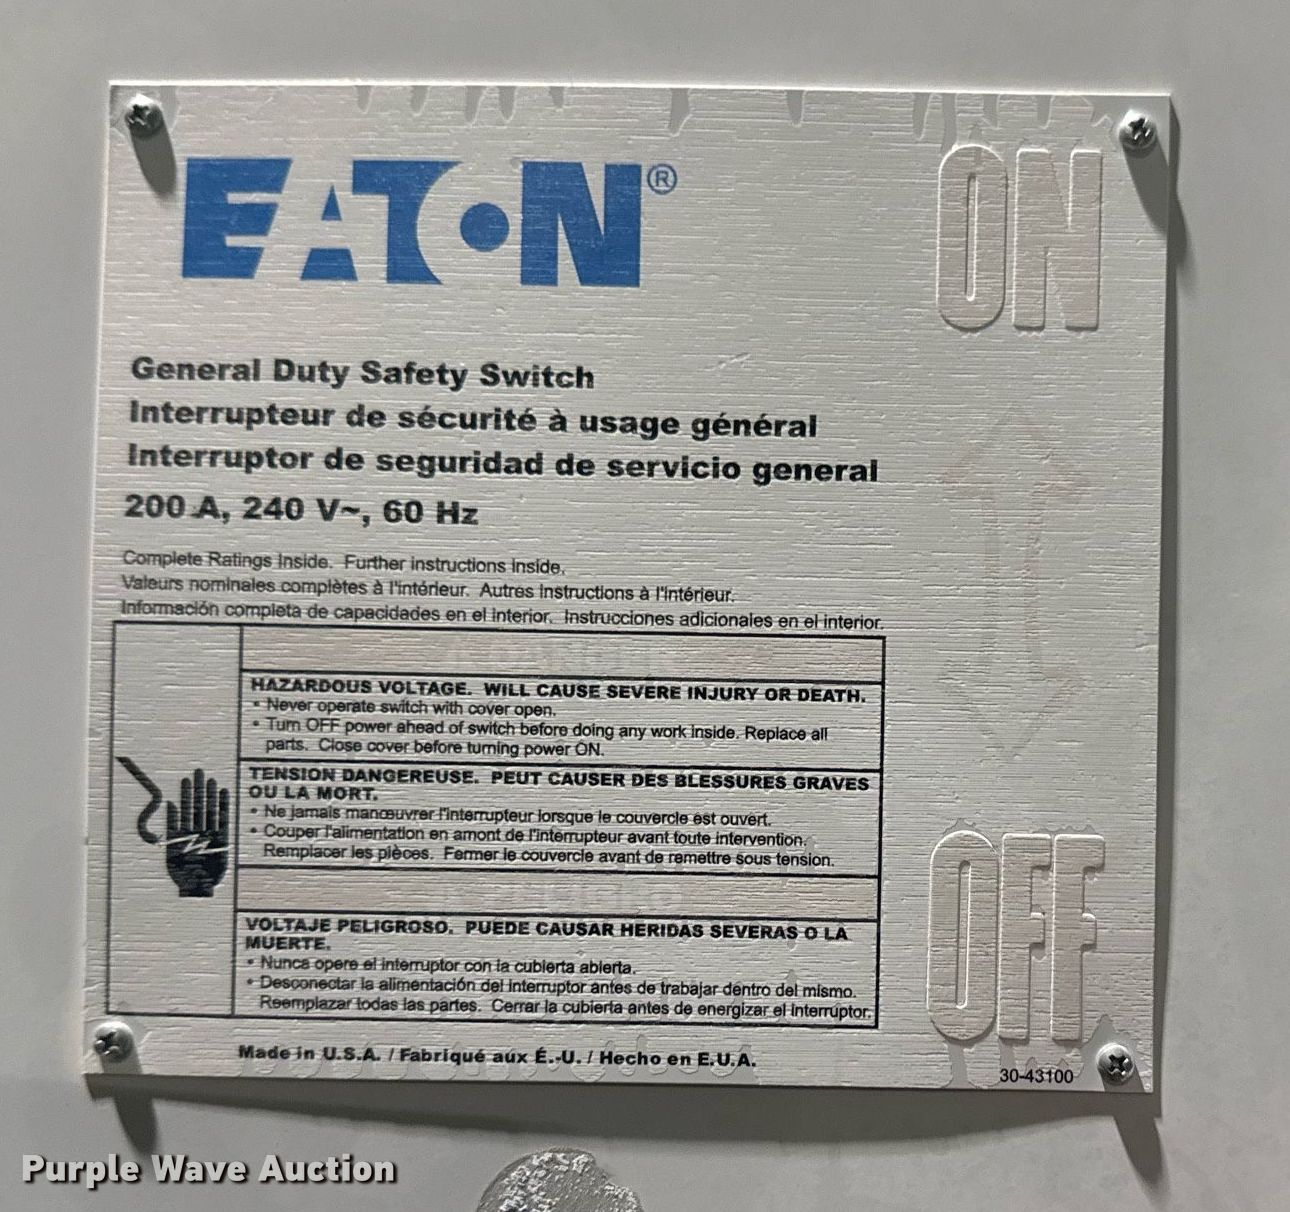 EATON®
ON
General Duty Safety Switch
Interrupteur de sécurité à usage général
Interruptor de seguridad de servicio general
200 A, 240 V~, 60 Hz
Complete Ratings Inside. Further instructions inside.
Valeurs nominales complètes à l'intérieur. Autres instructions à l'intérieur.
Información completa de capacidades en el interior. Instrucciones adicionales en el interior.
HAZARDOUS VOLTAGE. WILL CAUSE SEVERE INJURY OR DEATH.
• Never operate switch with cover open.
• Turn OFF power ahead of switch before doing any work inside. Replace all
parts. Close cover before turning power ON.
TENSION DANGEREUSE. PEUT CAUSER DES BLESSURES GRAVES
OU LA MORT.
• Ne jamais manœuvrer l'interrupteur lorsque le couvercle est ouvert.
• Couper l'alimentation en amont de l'interrupteur avant toute intervention.
Remplacer les pièces. Fermer le couvercle avant de remettre sous tension.
PELIGRO
VOLTAJE PELIGROSO. PUEDE CAUSAR HERIDAS SEVERAS O LA
MUERTE.
• Nunca opere el interruptor con la cubierta abierta.
• Desconectar la alimentación del interruptor antes de trabajar dentro del mismo.
Reemplazar todas las partes. Cerrar la cubierta antes de energizar el interruptor.
OFF
Made in U.S.A. / Fabriqué aux É.-U. / Hecho en E.U.A.
30-43100
Purple Wave Auction